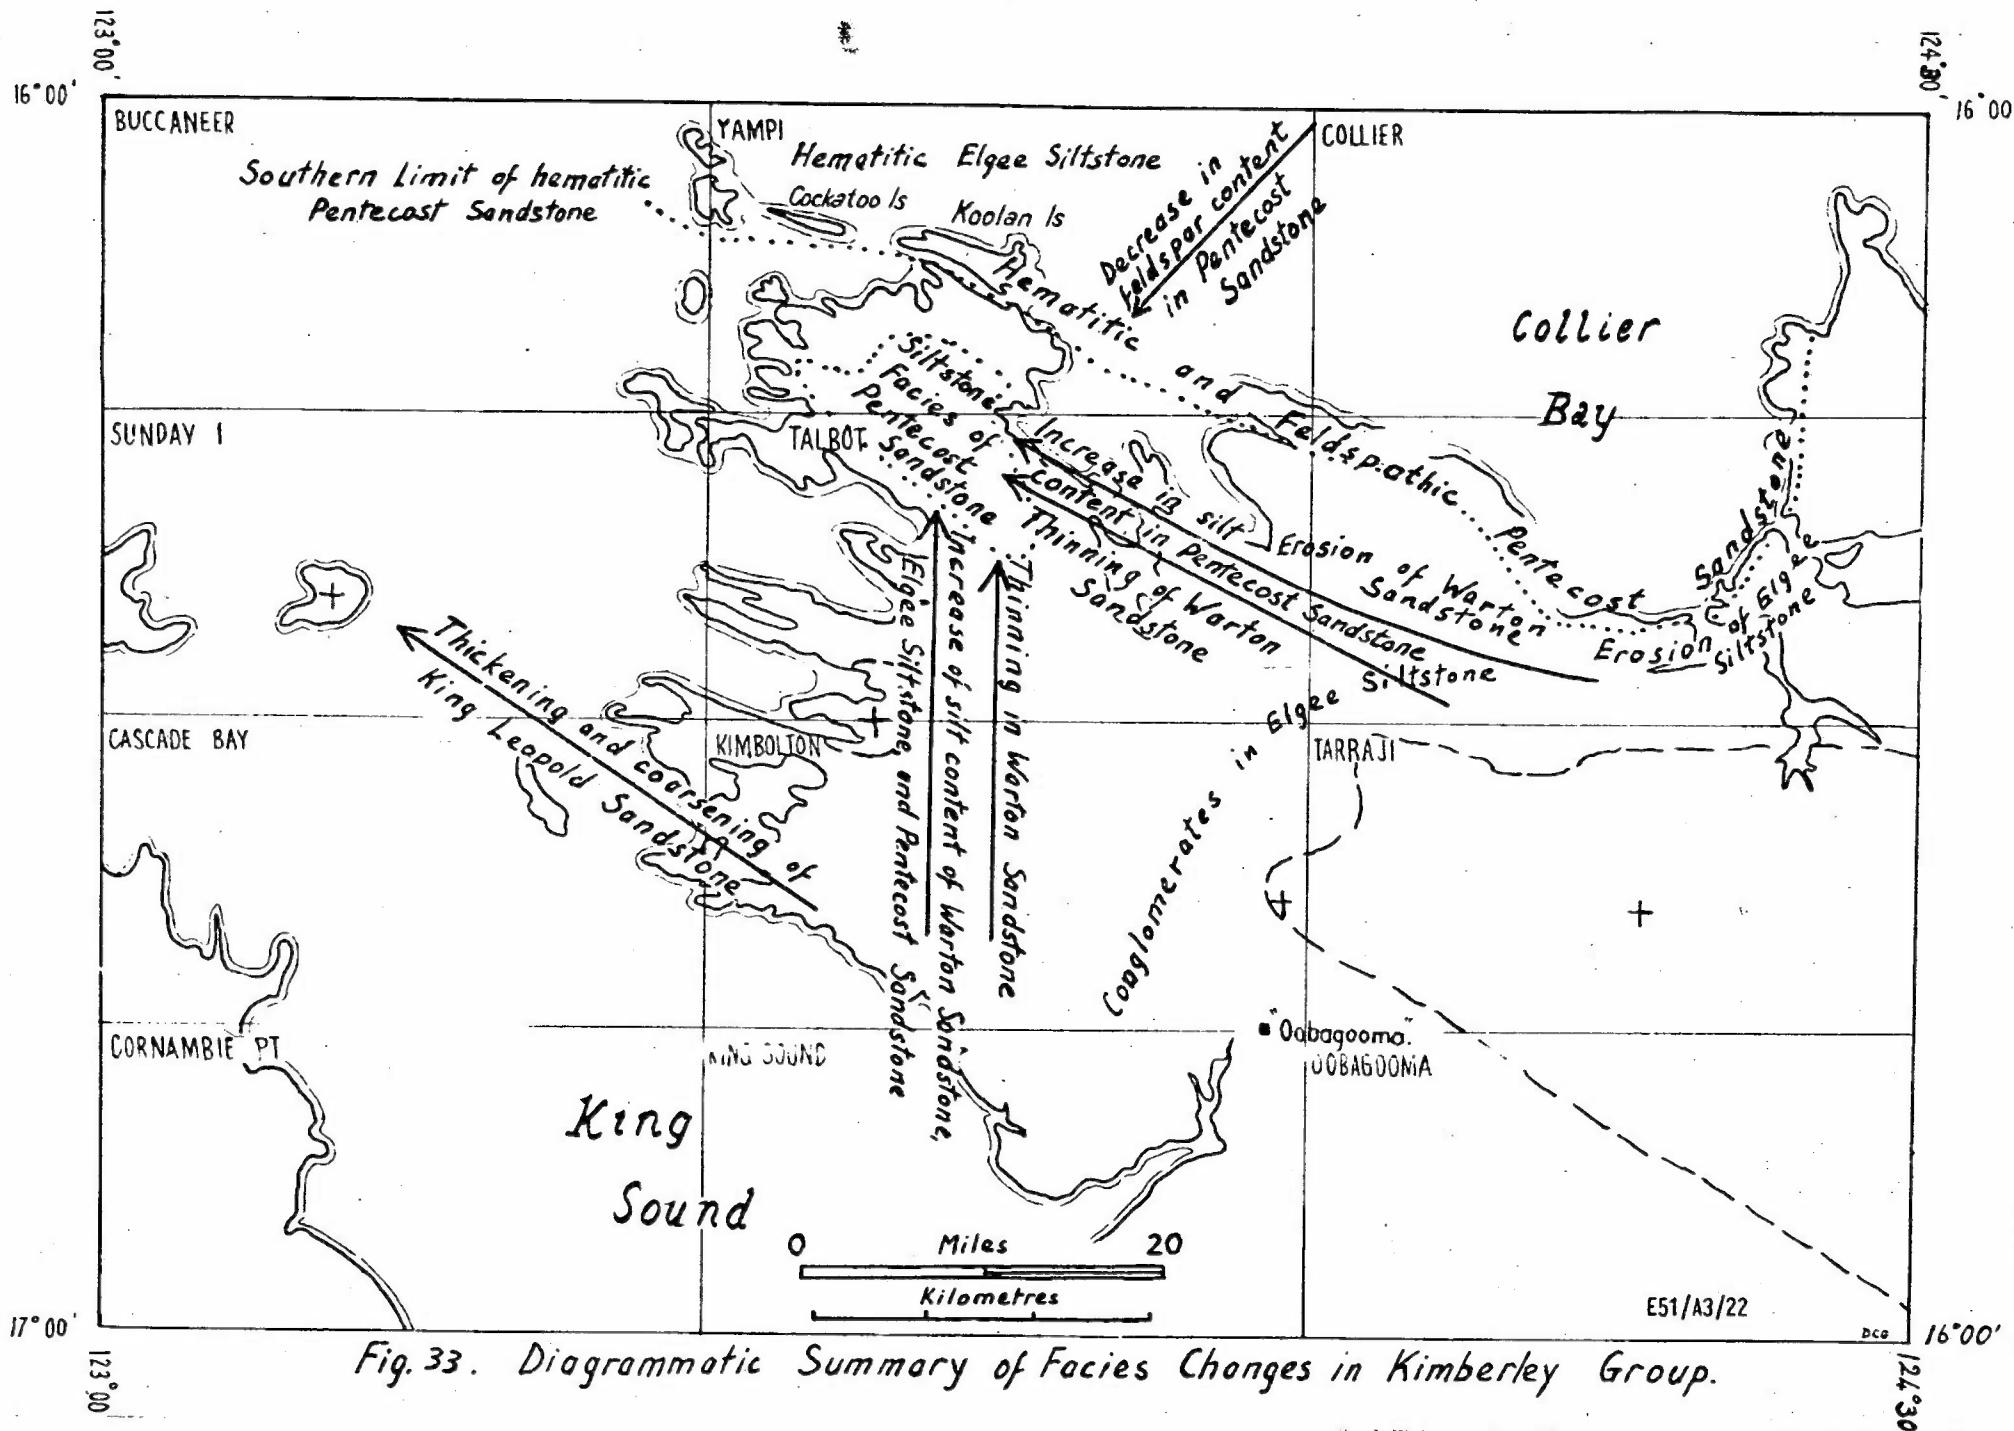 123°00'
124°30'
16°00'
16°00
BUCCANEER
YAMPI
COLLIER
Hematitic Elgee Siltstone
Southern Limit of hematitic
Pentecost Sandstone
Cockatoo Is
Koolan Is
Decrease in
feldspar content
in Pentecost
Sandstone
Collier
Bay
Hematitic and Feldspathic Pentecost Sandstone
Siltstone
Facies of
Pentecost
Sandstone
SUNDAY I
TALBOT
Increase in silt
content in Pentecost Sandstone
Thinning of Warton
Sandstone
Erosion of Warton
Sandstone
Erosion of Elgee
Siltstone
Thickening and coarsening of
King Leopold Sandstone
Increase of silt content of Warton Sandstone,
Elgee Siltstone, and Pentecost Sandstone
Thinning in Warton Sandstone
Conglomerates in Elgee Siltstone
CASCADE BAY
KIMBOLTON
TARRAJI
CORNAMBIE PT
KING SOUND
"Oobagooma."
OOBAGOOMA
King
Sound
0 Miles 20
Kilometres
E51/A3/22
DCG
17°00'
16°00'
123°00
124°30
Fig. 33. Diagrammatic Summary of Facies Changes in Kimberley Group.